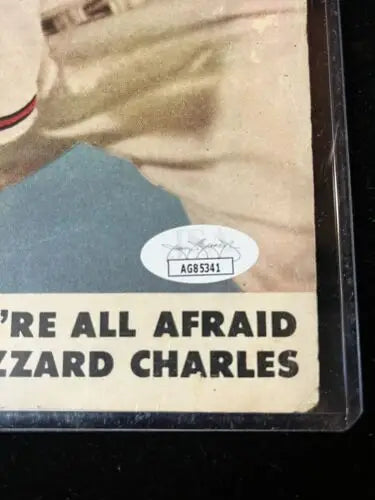 AG85341
'RE ALL AFRAID
ZZARD CHARLES